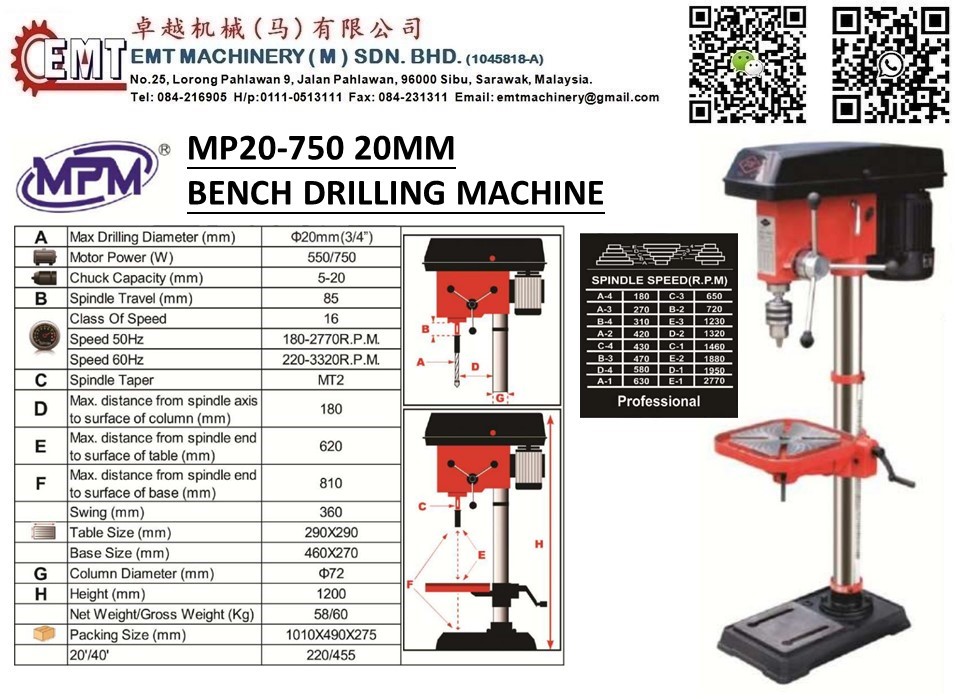 卓越机械(马)有限公司
EMT
EMT MACHINERY ( M ) SDN. BHD. (1045818-A)
No.25, Lorong Pahlawan 9, Jalan Pahlawan, 96000 Sibu, Sarawak, Malaysia.
Tel: 084-216905 H/p:0111-0513111 Fax: 084-231311 Email: emtmachinery@gmail.com
MPM ®
MP20-750 20MM
BENCH DRILLING MACHINE
A Max Drilling Diameter (mm) Φ20mm(3/4")
Motor Power (W) 550/750
Chuck Capacity (mm) 5-20
B Spindle Travel (mm) 85
Class Of Speed 16
Speed 50Hz 180-2770R.P.M.
Speed 60Hz 220-3320R.P.M.
C Spindle Taper MT2
D Max. distance from spindle axis
to surface of column (mm) 180
E Max. distance from spindle end
to surface of table (mm) 620
F Max. distance from spindle end
to surface of base (mm) 810
Swing (mm) 360
Table Size (mm) 290X290
Base Size (mm) 460X270
G Column Diameter (mm) Φ72
H Height (mm) 1200
Net Weight/Gross Weight (Kg) 58/60
Packing Size (mm) 1010X490X275
20'/40' 220/455
B
A
D
G
C
E
F
H
SPINDLE SPEED(R.P.M)
A-4 180 C-3 650
A-3 270 B-2 720
B-4 310 E-3 1230
A-2 420 D-2 1320
C-4 430 C-1 1460
B-3 470 E-2 1880
D-4 580 D-1 1950
A-1 630 E-1 2770
Professional